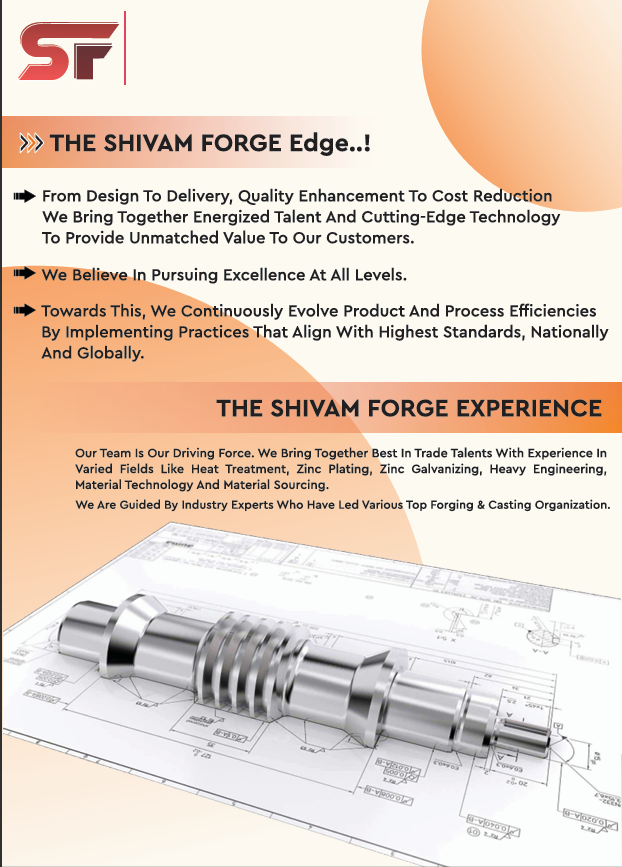 SF
THE SHIVAM FORGE Edge..!
From Design To Delivery, Quality Enhancement To Cost Reduction
We Bring Together Energized Talent And Cutting-Edge Technology
To Provide Unmatched Value To Our Customers.
We Believe In Pursuing Excellence At All Levels.
Towards This, We Continuously Evolve Product And Process Efficiencies
By Implementing Practices That Align With Highest Standards, Nationally
And Globally.
THE SHIVAM FORGE EXPERIENCE
Our Team Is Our Driving Force. We Bring Together Best In Trade Talents With Experience In
Varied Fields Like Heat Treatment, Zinc Plating, Zinc Galvanizing, Heavy Engineering,
Material Technology And Material Sourcing.
We Are Guided By Industry Experts Who Have Led Various Top Forging & Casting Organization.